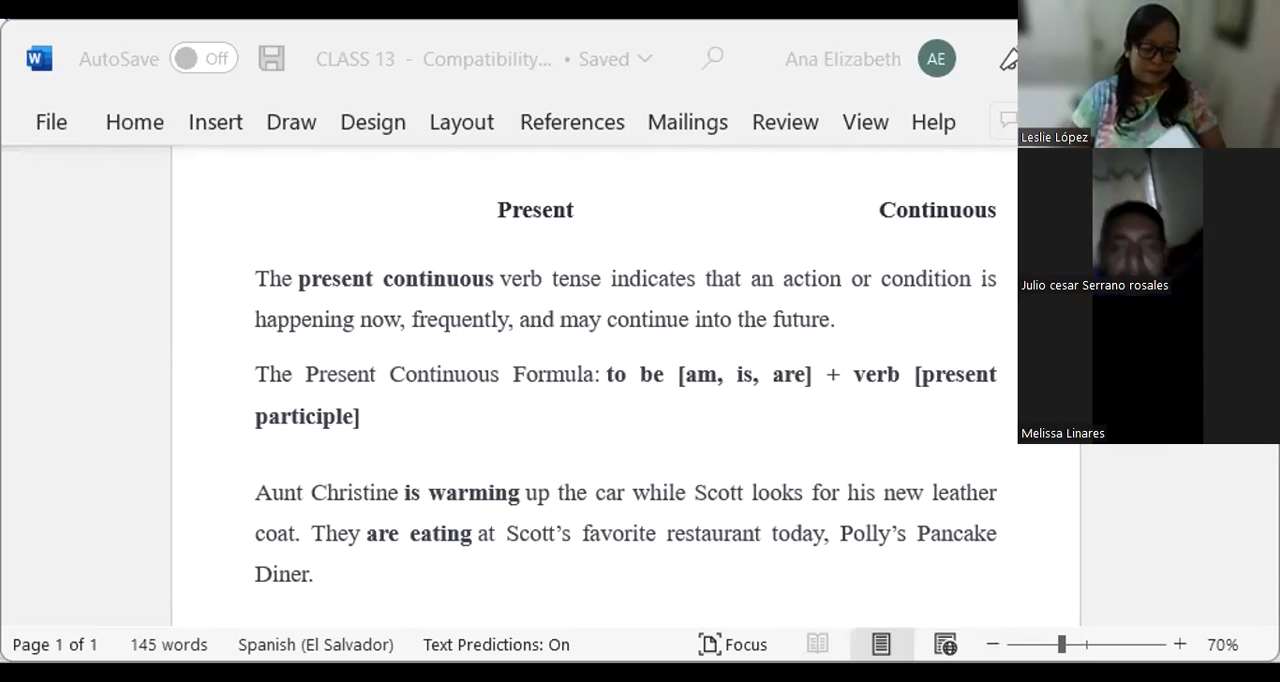 W AutoSave Off CLASS 13 - Compatibility... • Saved Ana Elizabeth AE
File Home Insert Draw Design Layout References Mailings Review View Help
Leslie López
Julio cesar Serrano rosales
Melissa Linares
Present Continuous
The present continuous verb tense indicates that an action or condition is
happening now, frequently, and may continue into the future.
The Present Continuous Formula: to be [am, is, are] + verb [present
participle]
Aunt Christine is warming up the car while Scott looks for his new leather
coat. They are eating at Scott’s favorite restaurant today, Polly’s Pancake
Diner.
Page 1 of 1 145 words Spanish (El Salvador) Text Predictions: On Focus 70%